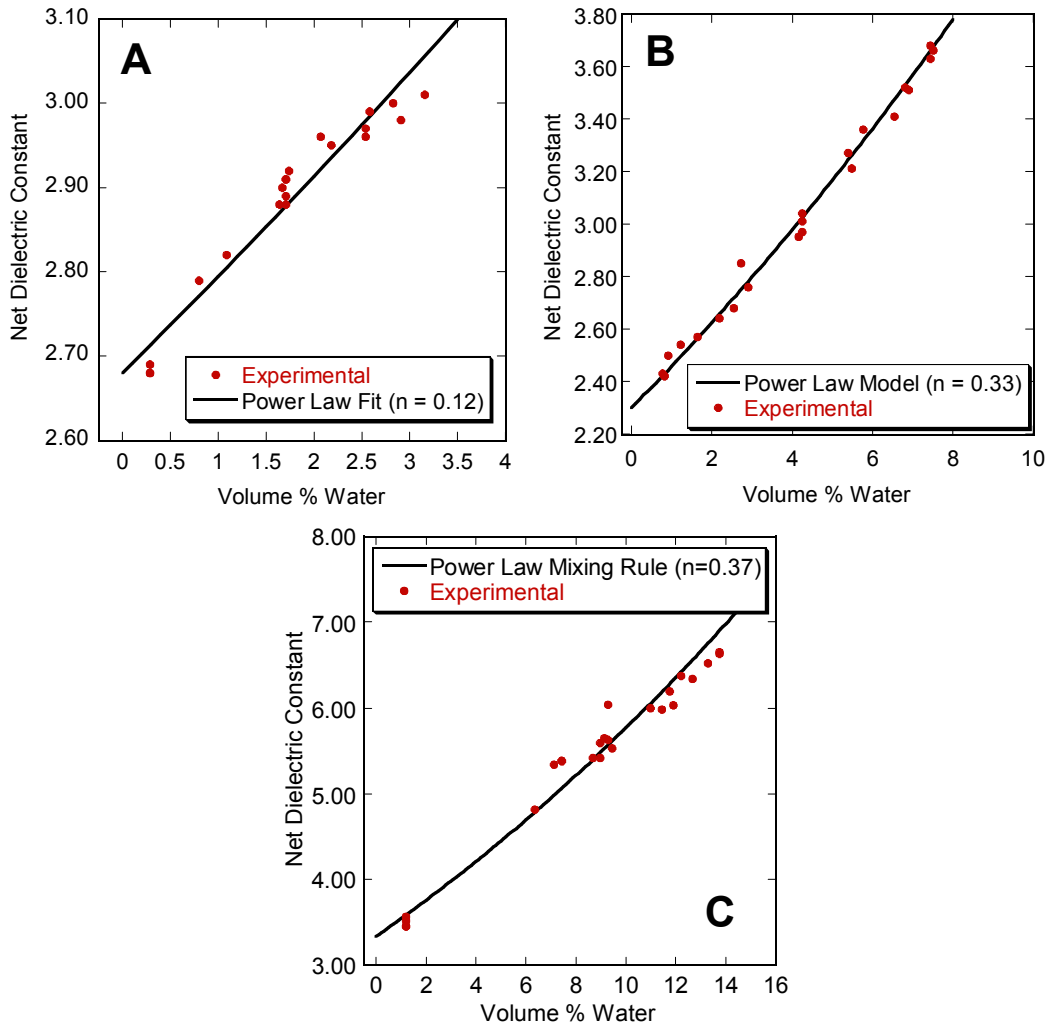 A
3.10
3.00
2.90
2.80
2.70
2.60
Net Dielectric Constant
Experimental
Power Law Fit (n = 0.12)
0 0.5 1 1.5 2 2.5 3 3.5 4
Volume % Water
B
3.80
3.60
3.40
3.20
3.00
2.80
2.60
2.40
2.20
Net Dielectric Constant
Power Law Model (n = 0.33)
Experimental
0 2 4 6 8 10
Volume % Water
8.00
7.00
6.00
5.00
4.00
3.00
Net Dielectric Constant
Power Law Mixing Rule (n=0.37)
Experimental
C
0 2 4 6 8 10 12 14 16
Volume % Water